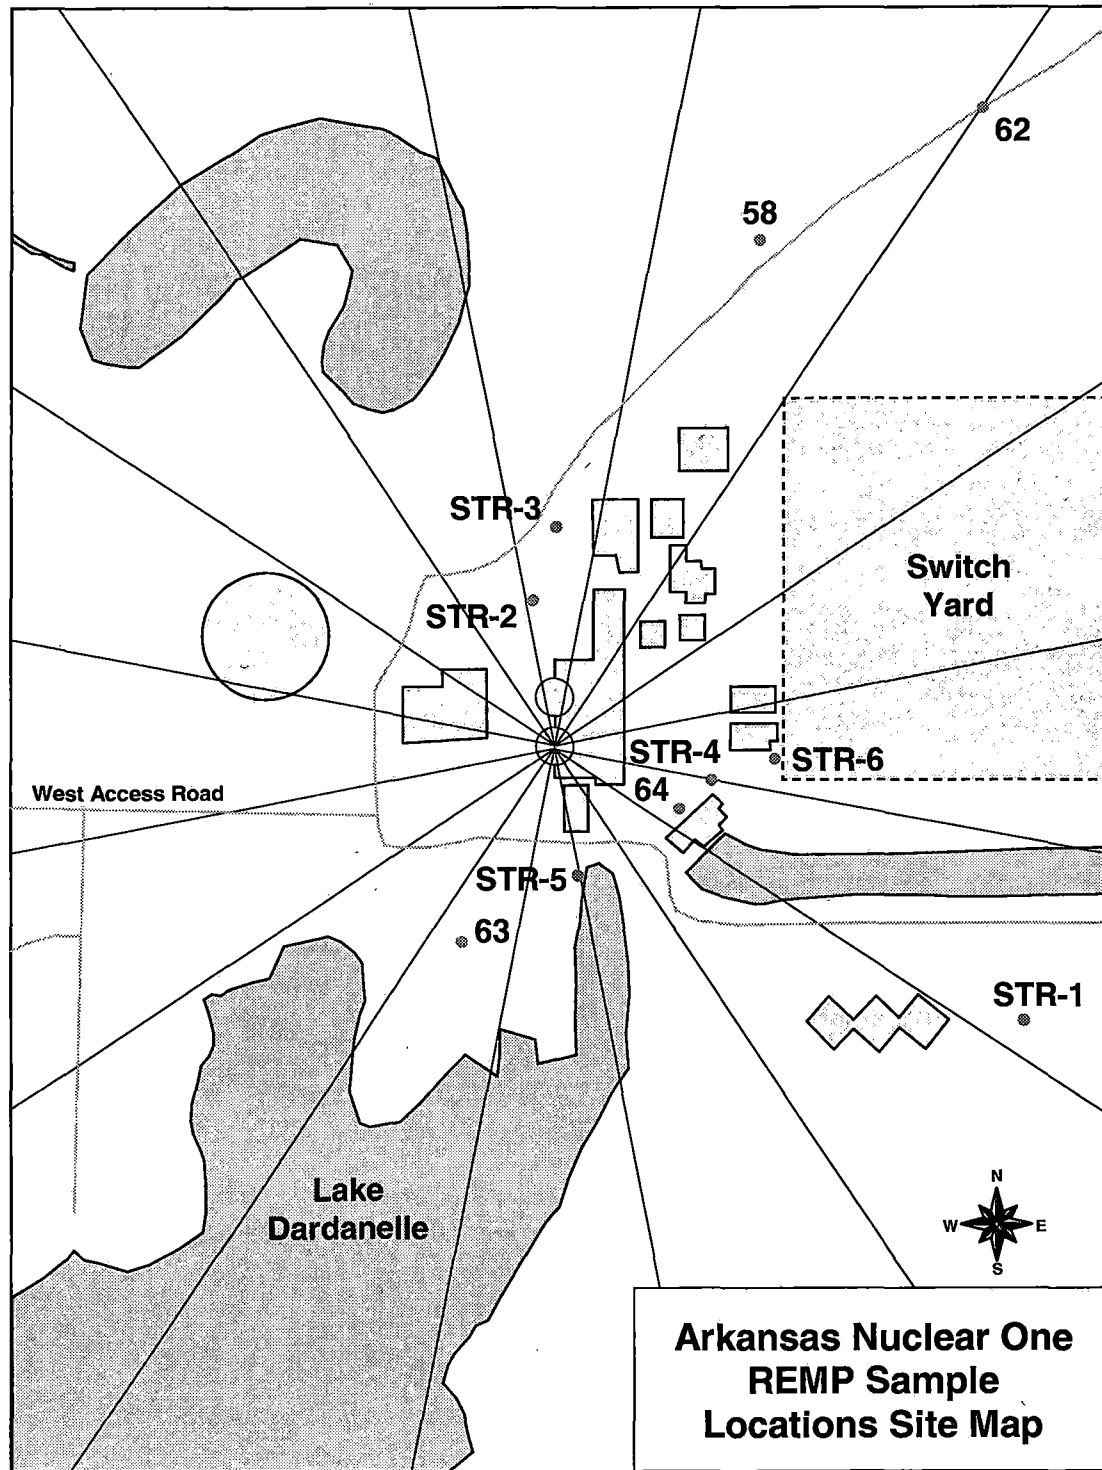 62
58
STR-3
Switch
Yard
STR-2
STR-4
STR-6
64
West Access Road
STR-5
63
STR-1
N
W E
S
Lake
Dardanelle
Arkansas Nuclear One
REMP Sample
Locations Site Map